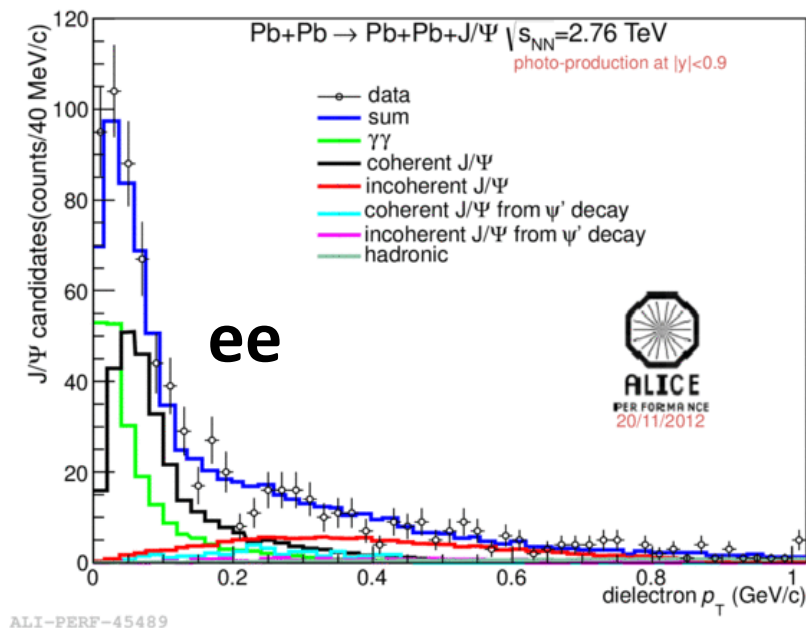 Pb+Pb → Pb+Pb+J/Ψ √s_NN=2.76 TeV
photo-production at |y|<0.9
data
sum
γγ
coherent J/Ψ
incoherent J/Ψ
coherent J/Ψ from ψ' decay
incoherent J/Ψ from ψ' decay
hadronic
ee
ALICE
PERFORMANCE
20/11/2012
J/Ψ candidates(counts/40 MeV/c)
120
100
80
60
40
20
0
0 0.2 0.4 0.6 0.8 1
dielectron p_T (GeV/c)
ALI-PERF-45489